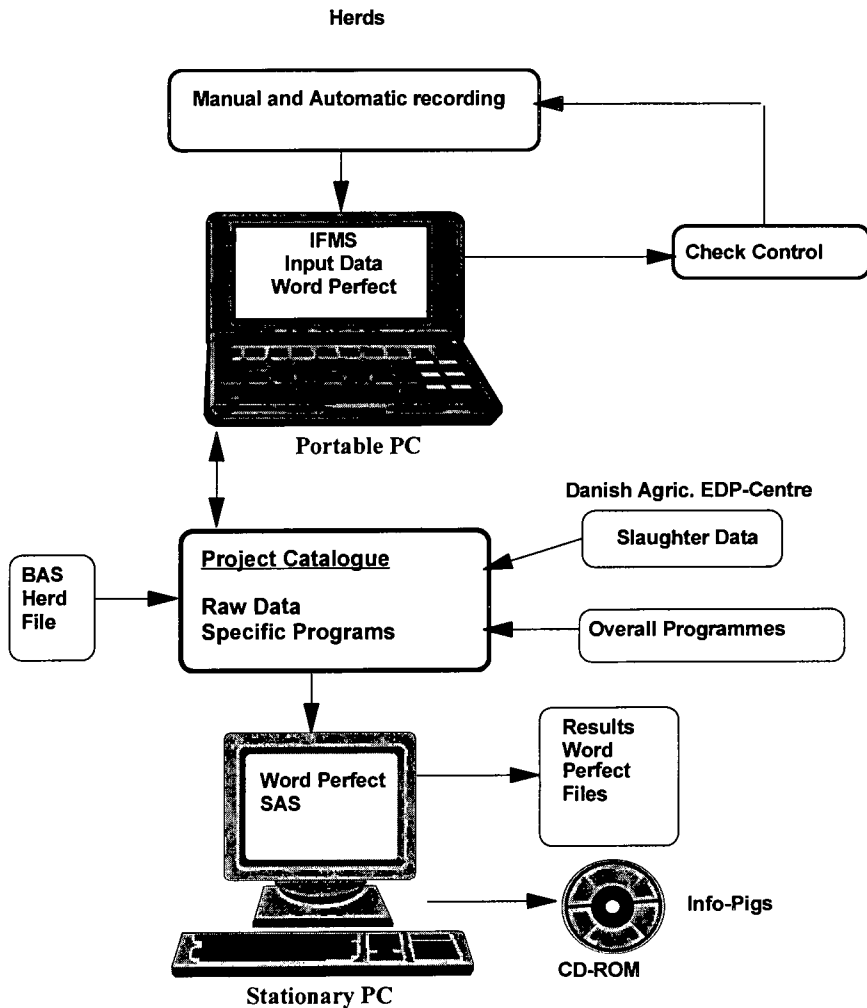 Herds
Manual and Automatic recording
IFMS
Input Data
Word Perfect
Check Control
Portable PC
Danish Agric. EDP-Centre
Slaughter Data
BAS
Herd
File
Project Catalogue
Raw Data
Specific Programs
Overall Programmes
Word Perfect
SAS
Results
Word
Perfect
Files
Info-Pigs
CD-ROM
Stationary PC